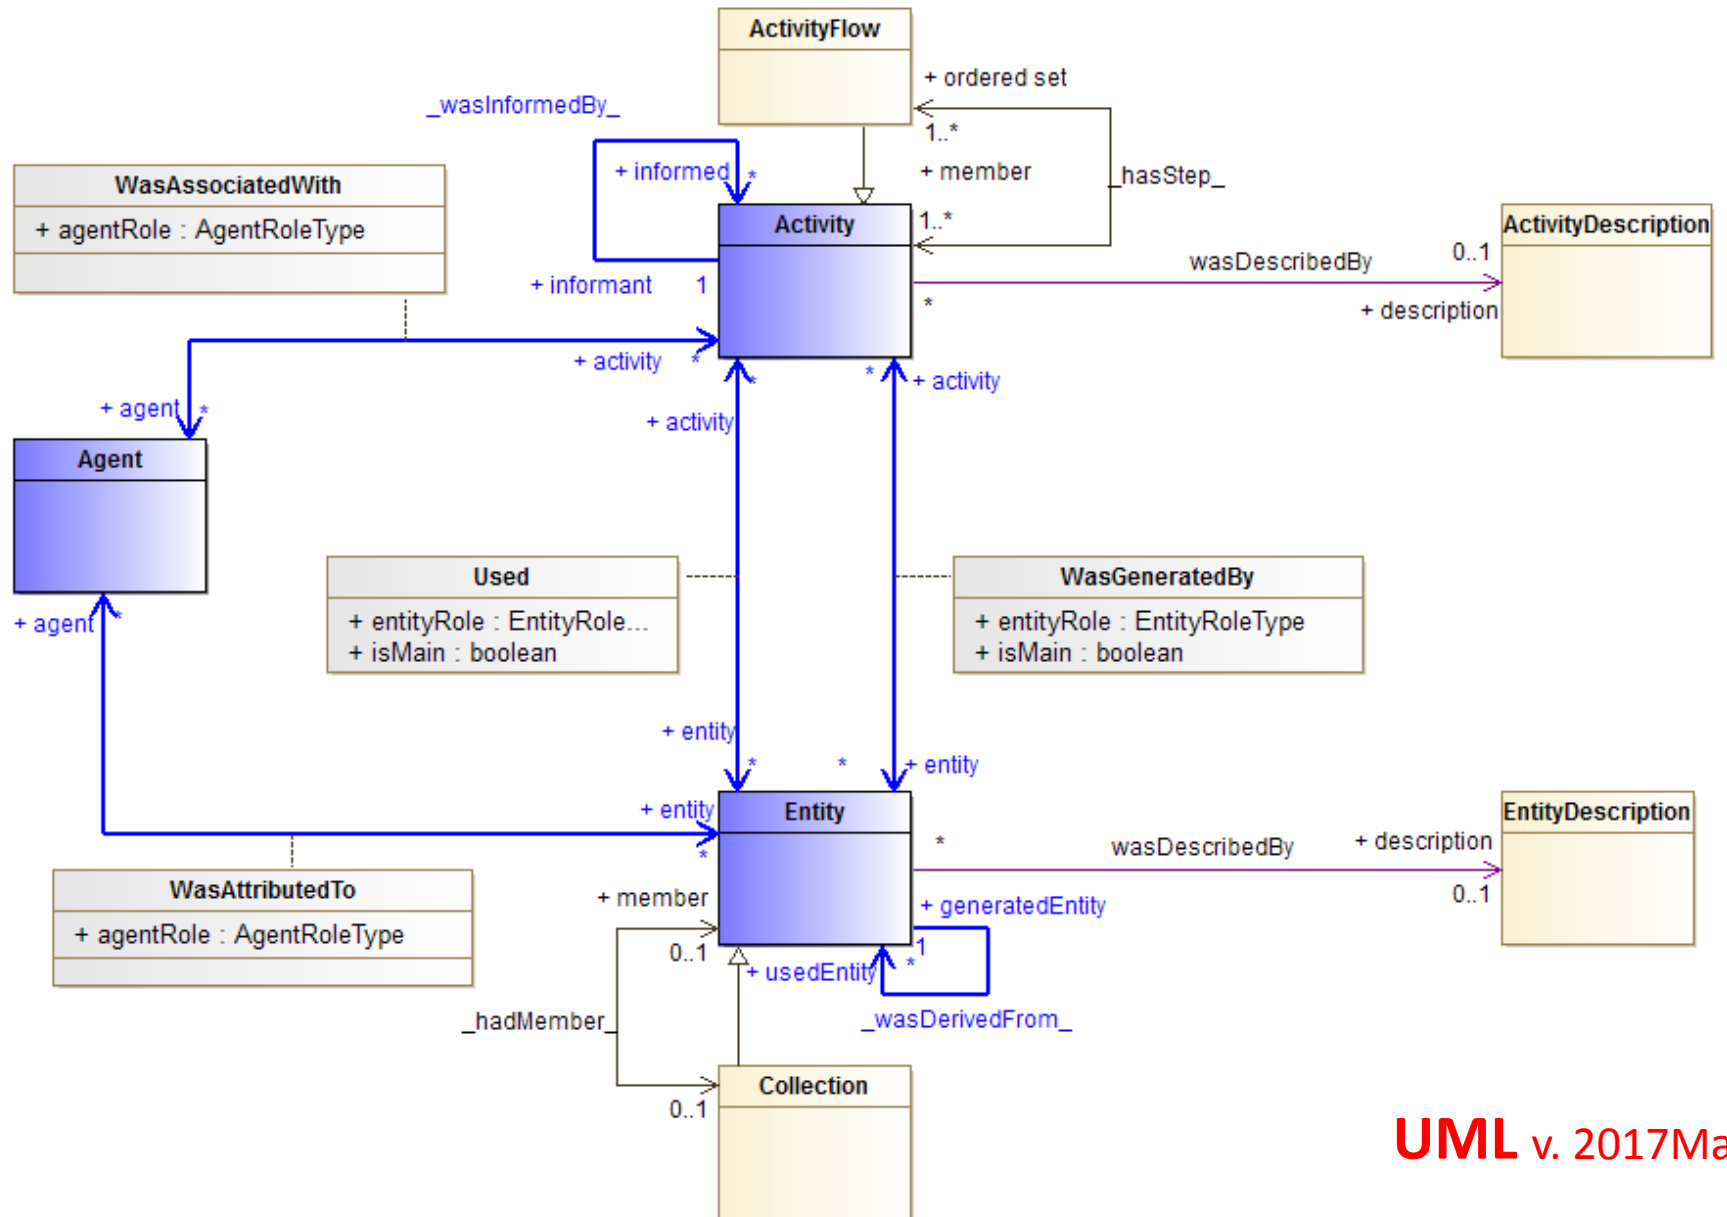 ActivityFlow
+ ordered set
_wasInformedBy_
1..*
+ informed
*
+ member
_hasStep_
WasAssociatedWith
+ agentRole : AgentRoleType
Activity
1..*
ActivityDescription
wasDescribedBy
0..1
+ informant
1
*
+ description
+ activity
*
*
*
+ activity
+ agent
*
+ activity
Agent
Used
+ entityRole : EntityRole...
+ isMain : boolean
WasGeneratedBy
+ entityRole : EntityRoleType
+ isMain : boolean
+ agent
*
+ entity
*
*
+ entity
+ entity
*
Entity
EntityDescription
*
wasDescribedBy
+ description
0..1
WasAttributedTo
+ agentRole : AgentRoleType
+ member
0..1
+ generatedEntity
1
+ usedEntity
*
_hadMember_
_wasDerivedFrom_
Collection
0..1
UML v. 2017Ma